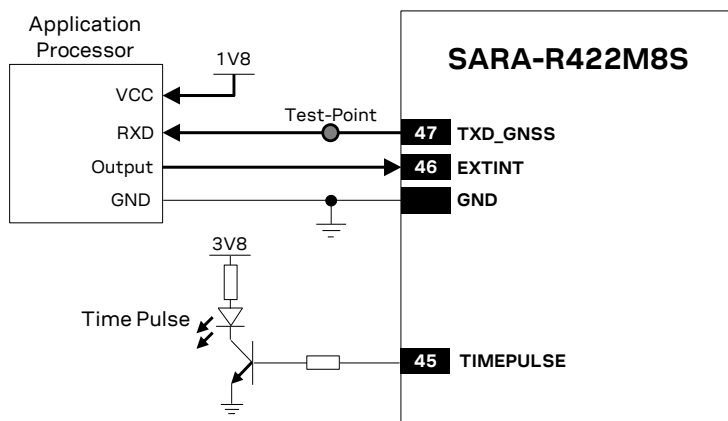 Application
Processor
1V8
SARA-R422M8S
VCC
Test-Point
RXD
47 TXD_GNSS
Output
46 EXTINT
GND
GND
3V8
Time Pulse
45 TIMEPULSE